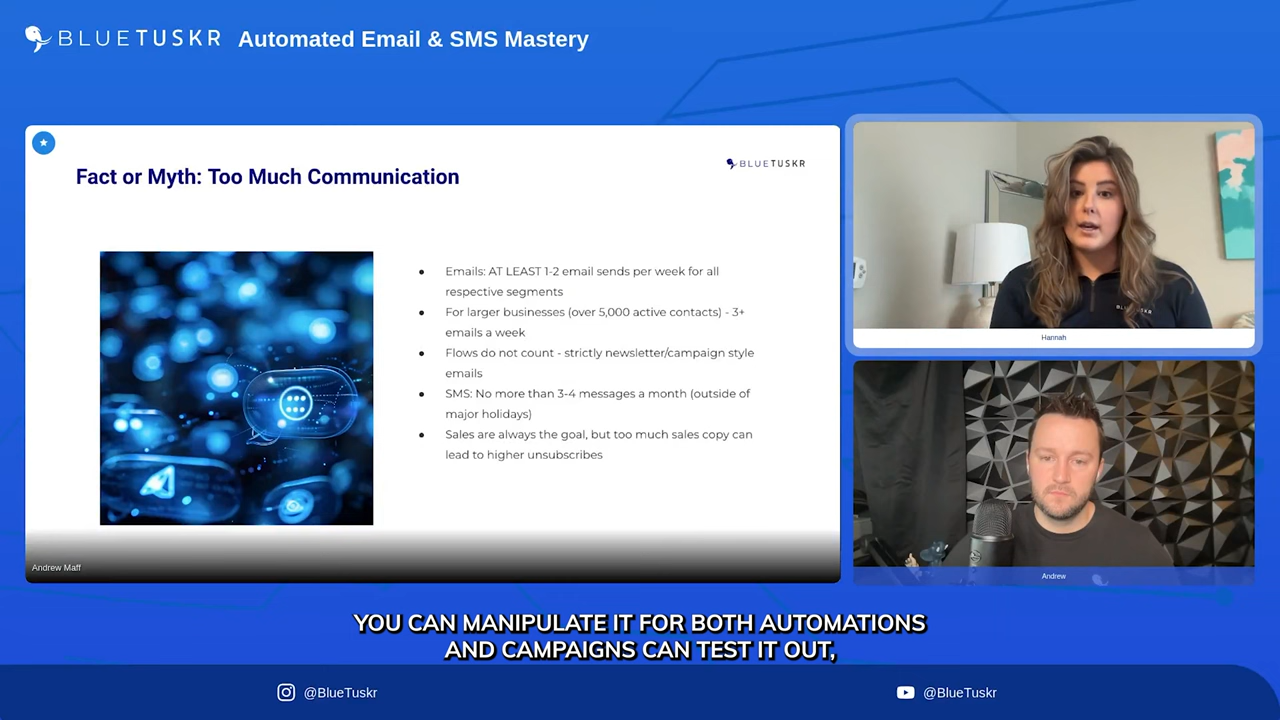 BLUETUSKR
Automated Email & SMS Mastery
Fact or Myth: Too Much Communication
BLUETUSKR
● Emails: AT LEAST 1-2 email sends per week for all
respective segments
● For larger businesses (over 5,000 active contacts) - 3+
emails a week
● Flows do not count - strictly newsletter/campaign style
emails
● SMS: No more than 3-4 messages a month (outside of
major holidays)
● Sales are always the goal, but too much sales copy can
lead to higher unsubscribes
Andrew Maff
BLUETUSKR
Hannah
Andrew
YOU CAN MANIPULATE IT FOR BOTH AUTOMATIONS
AND CAMPAIGNS CAN TEST IT OUT,
@BlueTuskr
@BlueTuskr